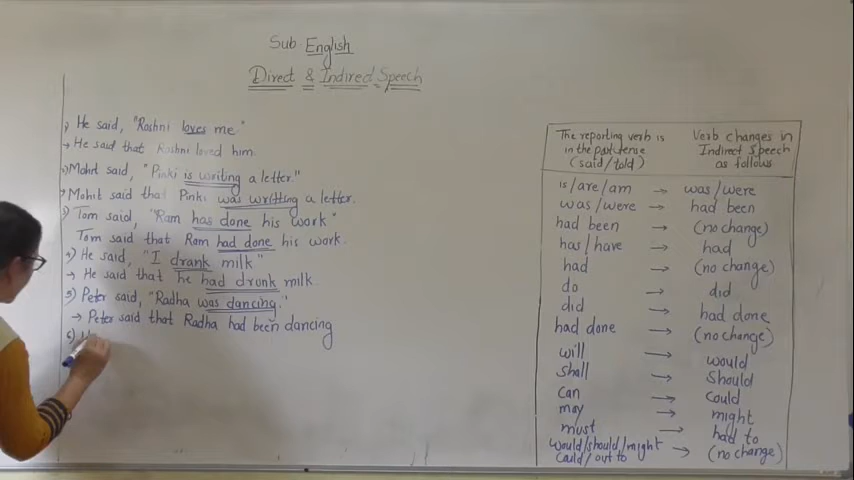 Sub English
Direct & Indirect Speech
1) He said, "Roshni loves me"
→ He said that Roshni loved him.
2) Mohit said, "Pinki is writing a letter."
→ Mohit said that Pinki was writting a letter.
3) Tom said, "Ram has done his work"
Tom said that Ram had done his work.
4) He said, "I drank milk"
→ He said that he had drunk milk.
5) Peter said, "Radha was dancing."
→ Peter said that Radha had been dancing
6) He
The reporting verb is in the past tense (said/told)
Verb changes in Indirect Speech as follows
is/are/am → was/were
was/were → had been
had been → (no change)
has/have → had
had → (no change)
do → did
did → had done
had done → (no change)
will → would
shall → should
can → could
may → might
must → had to
would/should/might → (no change)
could/out to